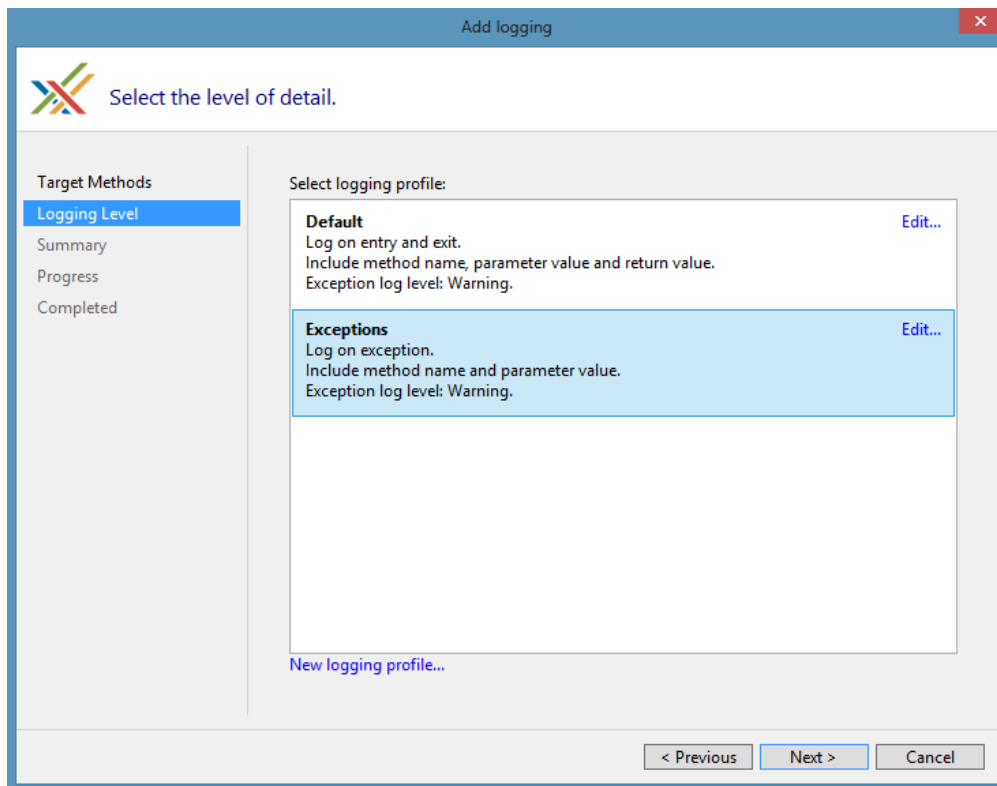 Add logging
Select the level of detail.
Target Methods
Logging Level
Summary
Progress
Completed
Select logging profile:
Default
Edit...
Log on entry and exit.
Include method name, parameter value and return value.
Exception log level: Warning.
Exceptions
Edit...
Log on exception.
Include method name and parameter value.
Exception log level: Warning.
New logging profile...
< Previous
Next >
Cancel